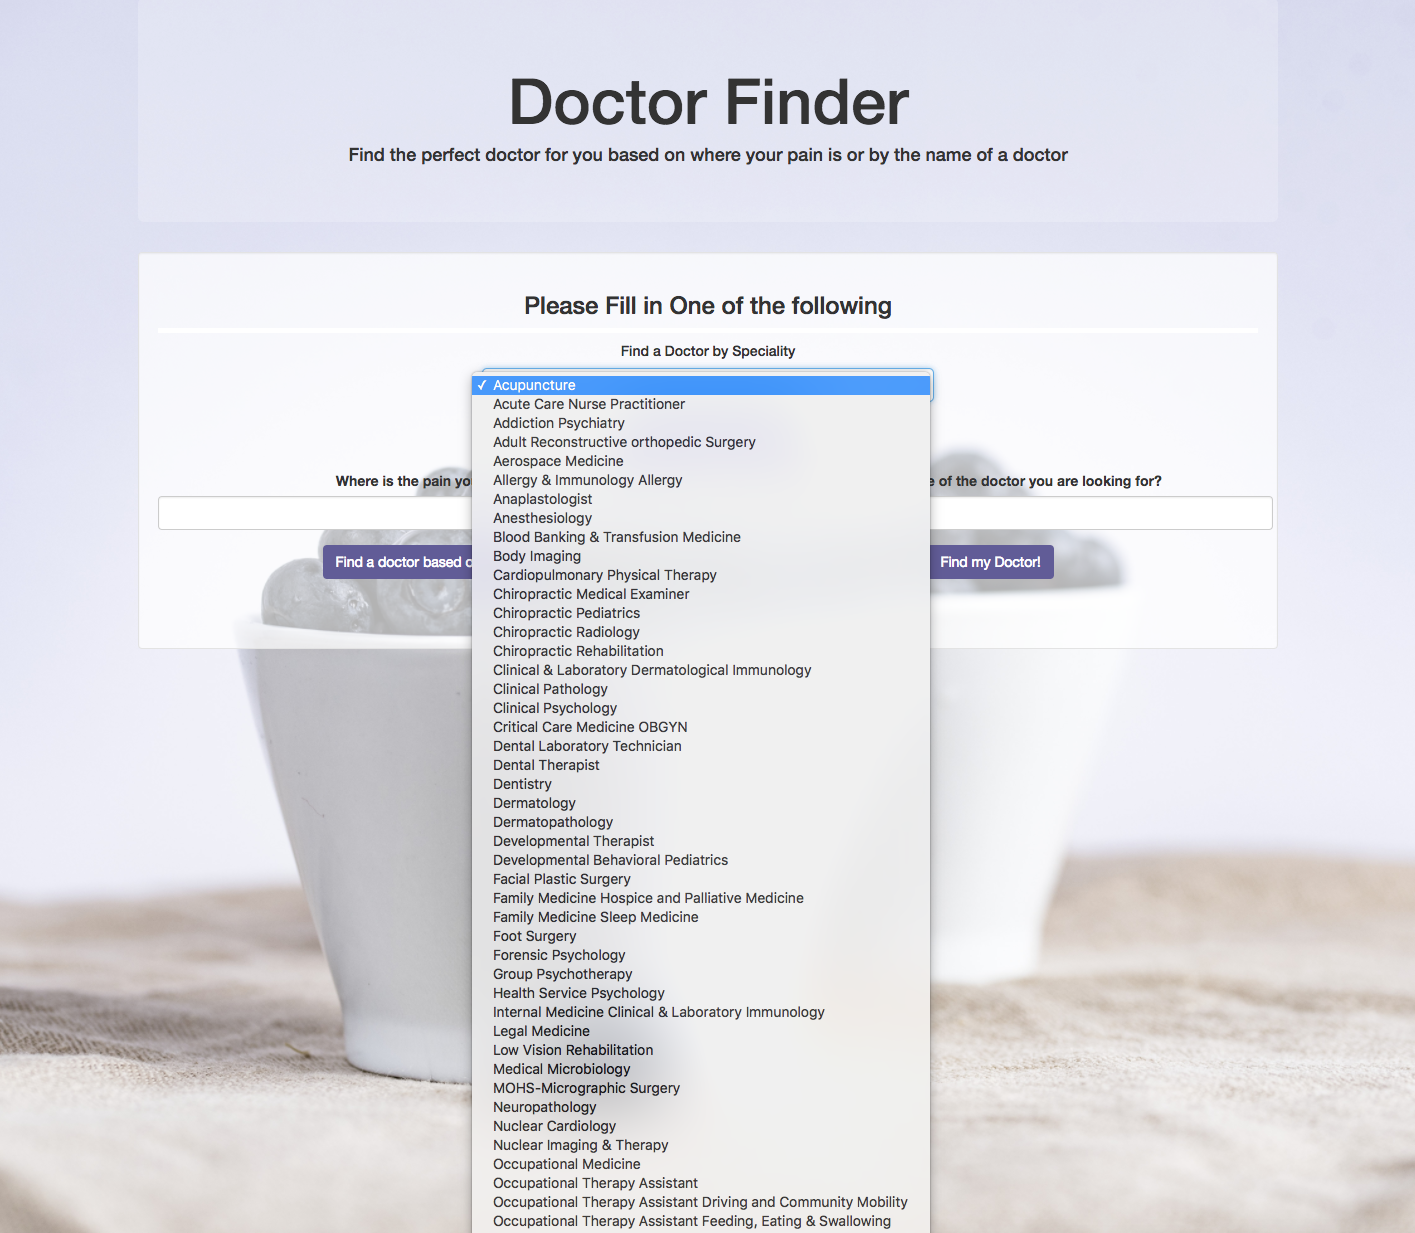 Doctor Finder
Find the perfect doctor for you based on where your pain is or by the name of a doctor
Please Fill in One of the following
Find a Doctor by Speciality
✓ Acupuncture
Acute Care Nurse Practitioner
Addiction Psychiatry
Adult Reconstructive orthopedic Surgery
Aerospace Medicine
Allergy & Immunology Allergy
Anaplastologist
Anesthesiology
Blood Banking & Transfusion Medicine
Body Imaging
Cardiopulmonary Physical Therapy
Chiropractic Medical Examiner
Chiropractic Pediatrics
Chiropractic Radiology
Chiropractic Rehabilitation
Clinical & Laboratory Dermatological Immunology
Clinical Pathology
Clinical Psychology
Critical Care Medicine OBGYN
Dental Laboratory Technician
Dental Therapist
Dentistry
Dermatology
Dermatopathology
Developmental Therapist
Developmental Behavioral Pediatrics
Facial Plastic Surgery
Family Medicine Hospice and Palliative Medicine
Family Medicine Sleep Medicine
Foot Surgery
Forensic Psychology
Group Psychotherapy
Health Service Psychology
Internal Medicine Clinical & Laboratory Immunology
Legal Medicine
Low Vision Rehabilitation
Medical Microbiology
MOHS-Micrographic Surgery
Neuropathology
Nuclear Cardiology
Nuclear Imaging & Therapy
Occupational Medicine
Occupational Therapy Assistant
Occupational Therapy Assistant Driving and Community Mobility
Occupational Therapy Assistant Feeding, Eating & Swallowing
Where is the pain
of the doctor you are looking for?
Find a doctor based
Find my Doctor!